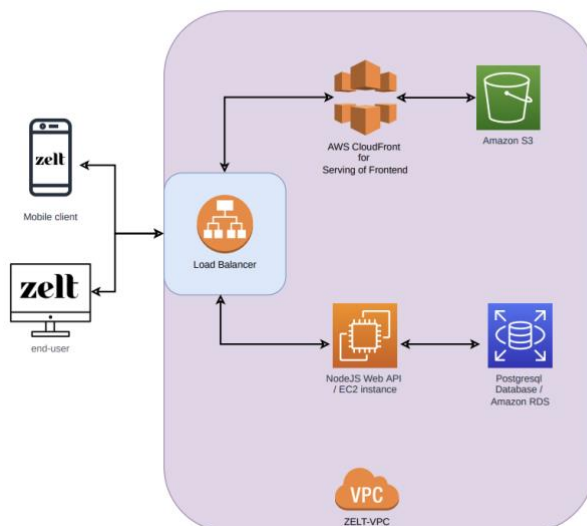 zelt
Mobile client
zelt
end-user
Load Balancer
AWS CloudFront
for
Serving of Frontend
Amazon S3
NodeJS Web API
/ EC2 instance
Postgresql
Database /
Amazon RDS
VPC
ZELT-VPC